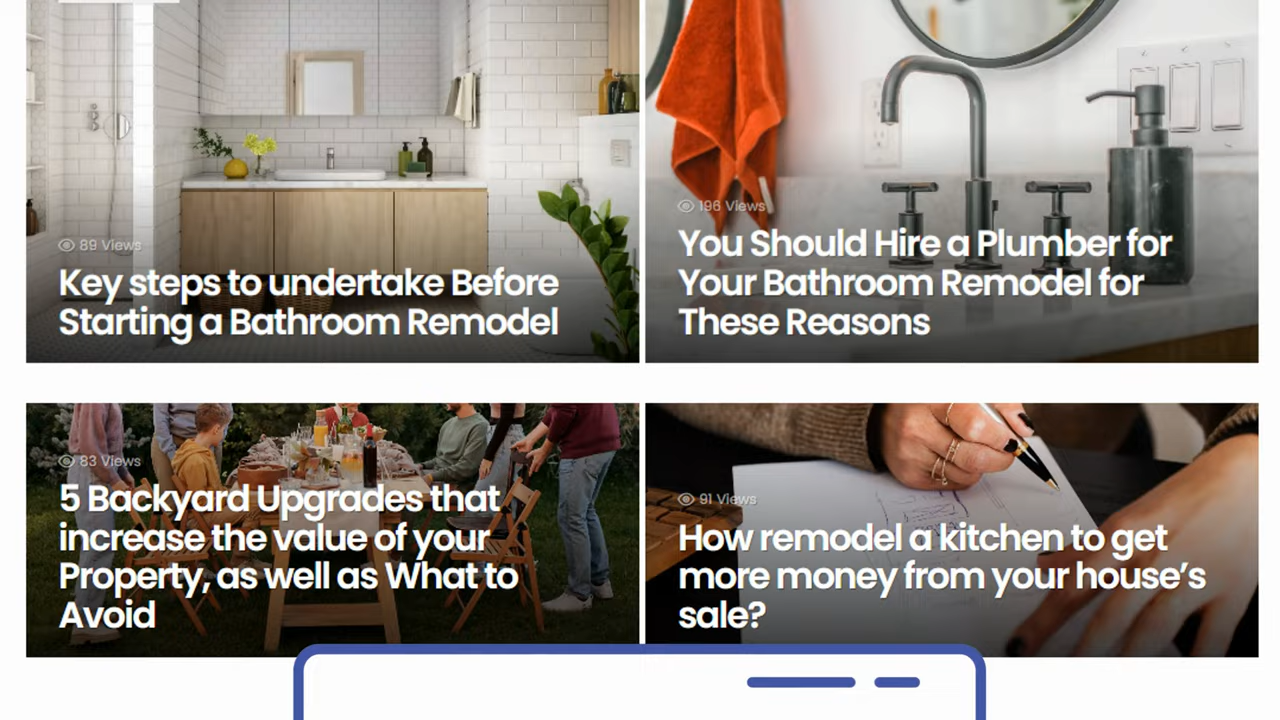 89 Views
Key steps to undertake Before
Starting a Bathroom Remodel
196 Views
You Should Hire a Plumber for
Your Bathroom Remodel for
These Reasons
83 Views
5 Backyard Upgrades that
increase the value of your
Property, as well as What to
Avoid
91 Views
How remodel a kitchen to get
more money from your house's
sale?